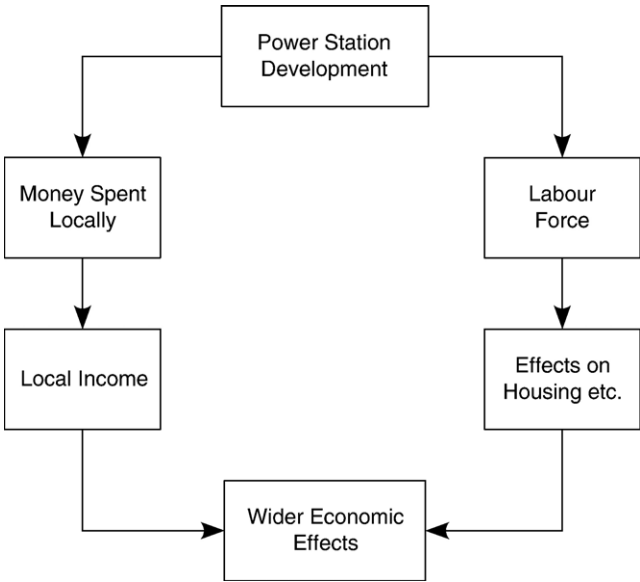 Power Station
Development
Money Spent
Locally
Labour
Force
Local Income
Effects on
Housing etc.
Wider Economic
Effects